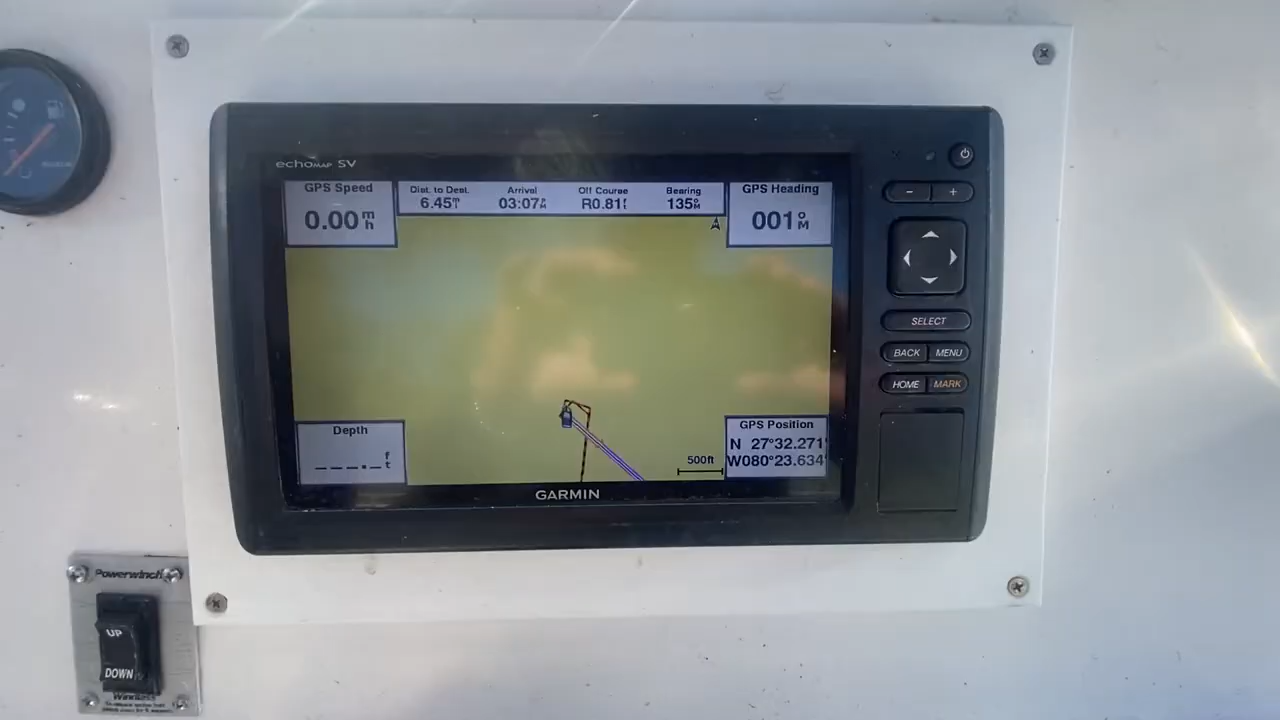 echoMAP SV
GPS Speed
0.00 m/h
Dist. to Dest.
6.45
Arrival
03:07
Off Course
R0.81
Bearing
135°M
GPS Heading
001°M
SELECT
BACK MENU
HOME MARK
Depth
_ _ _._ ft
500ft
GPS Position
N 27°32.271'
W080°23.634'
GARMIN
Powerwinch
UP
DOWN
Windlass